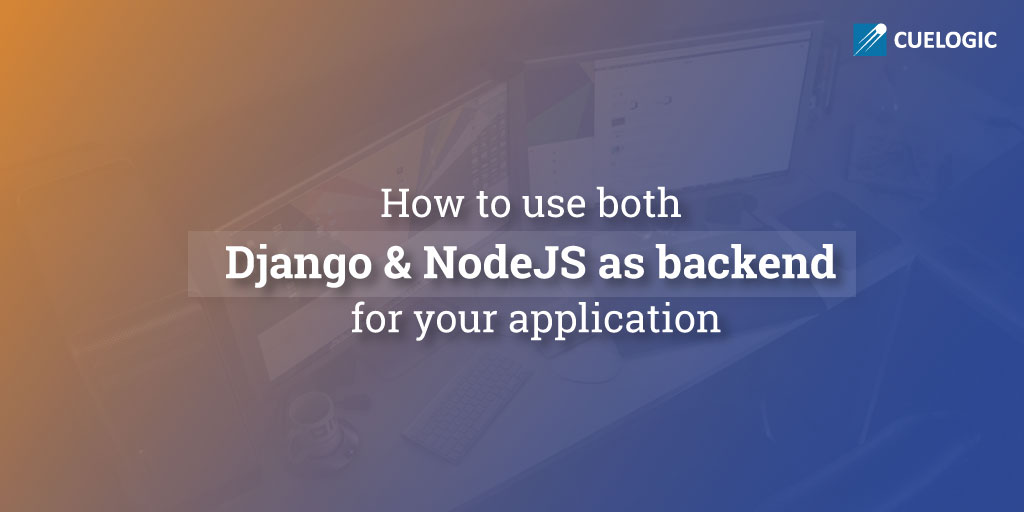 CUELOGIC
How to use both
Django & NodeJS as backend
for your application